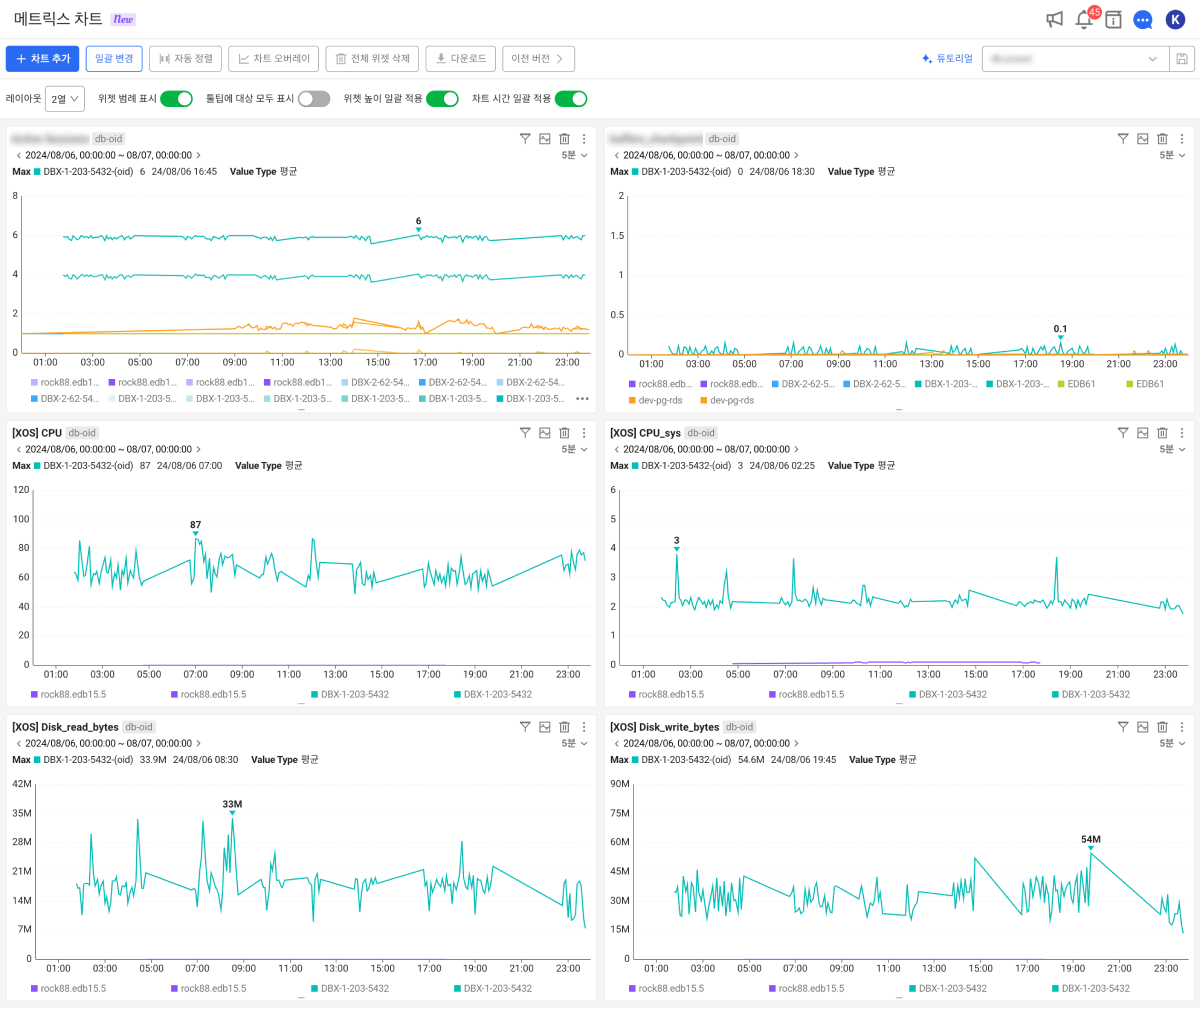 메트릭스 차트 New
45
K
+ 차트 추가 일괄 변경 자동 정렬 차트 오버레이 전체 위젯 삭제 다운로드 이전 버전 튜토리얼
레이아웃 2열 위젯 범례 표시 툴팁에 대상 모두 표시 위젯 높이 일괄 적용 차트 시간 일괄 적용
db-oid
2024/08/06, 00:00:00 ~ 08/07, 00:00:00 5분
Max DBX-1-203-5432-(oid) 6 24/08/06 16:45 Value Type 평균
8
6
6
4
2
0
01:00 03:00 05:00 07:00 09:00 11:00 13:00 15:00 17:00 19:00 21:00 23:00
rock88.edb1... rock88.edb1... rock88.edb1... rock88.edb1... DBX-2-62-54... DBX-2-62-54... DBX-2-62-54...
DBX-2-62-54... DBX-1-203-5... DBX-1-203-5... DBX-1-203-5... DBX-1-203-5... DBX-1-203-5... DBX-1-203-5...
db-oid
2024/08/06, 00:00:00 ~ 08/07, 00:00:00 5분
Max DBX-1-203-5432-(oid) 0 24/08/06 18:30 Value Type 평균
2
1.5
1
0.5
0.1
0
01:00 03:00 05:00 07:00 09:00 11:00 13:00 15:00 17:00 19:00 21:00 23:00
rock88.edb... rock88.edb... DBX-2-62-5... DBX-2-62-5... DBX-1-203-... DBX-1-203-... EDB61 EDB61
dev-pg-rds dev-pg-rds
[XOS] CPU db-oid
2024/08/06, 00:00:00 ~ 08/07, 00:00:00 5분
Max DBX-1-203-5432-(oid) 87 24/08/06 07:00 Value Type 평균
120
100
87
80
60
40
20
0
01:00 03:00 05:00 07:00 09:00 11:00 13:00 15:00 17:00 19:00 21:00 23:00
rock88.edb15.5 rock88.edb15.5 DBX-1-203-5432 DBX-1-203-5432
[XOS] CPU_sys db-oid
2024/08/06, 00:00:00 ~ 08/07, 00:00:00 5분
Max DBX-1-203-5432-(oid) 3 24/08/06 02:25 Value Type 평균
6
5
4
3
3
2
1
0
01:00 03:00 05:00 07:00 09:00 11:00 13:00 15:00 17:00 19:00 21:00 23:00
rock88.edb15.5 rock88.edb15.5 DBX-1-203-5432 DBX-1-203-5432
[XOS] Disk_read_bytes db-oid
2024/08/06, 00:00:00 ~ 08/07, 00:00:00 5분
Max DBX-1-203-5432-(oid) 33.9M 24/08/06 08:30 Value Type 평균
42M
33M
35M
28M
21M
14M
7M
0
01:00 03:00 05:00 07:00 09:00 11:00 13:00 15:00 17:00 19:00 21:00 23:00
rock88.edb15.5 rock88.edb15.5 DBX-1-203-5432 DBX-1-203-5432
[XOS] Disk_write_bytes db-oid
2024/08/06, 00:00:00 ~ 08/07, 00:00:00 5분
Max DBX-1-203-5432-(oid) 54.6M 24/08/06 19:45 Value Type 평균
90M
75M
60M
54M
45M
30M
15M
0
01:00 03:00 05:00 07:00 09:00 11:00 13:00 15:00 17:00 19:00 21:00 23:00
rock88.edb15.5 rock88.edb15.5 DBX-1-203-5432 DBX-1-203-5432